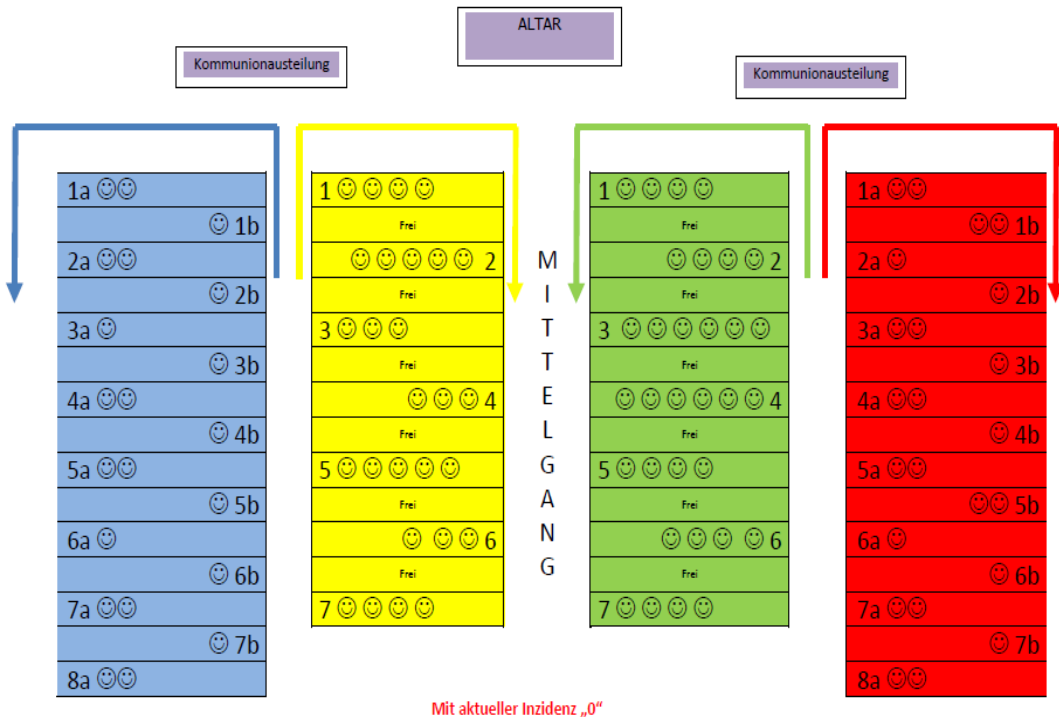 ALTAR
Kommunionausteilung
Kommunionausteilung
1a ☺☺
☺ 1b
2a ☺☺
☺ 2b
3a ☺
☺ 3b
4a ☺☺
☺ 4b
5a ☺☺
☺ 5b
6a ☺
☺ 6b
7a ☺☺
☺ 7b
8a ☺☺
1 ☺ ☺ ☺ ☺
Frei
☺ ☺ ☺ ☺ ☺ 2
Frei
3 ☺ ☺ ☺
Frei
☺ ☺ ☺ 4
Frei
5 ☺ ☺ ☺ ☺ ☺
Frei
☺ ☺ ☺ 6
Frei
7 ☺ ☺ ☺ ☺
MITTELGANG
1 ☺ ☺ ☺ ☺
Frei
☺ ☺ ☺ ☺ 2
Frei
3 ☺ ☺ ☺ ☺ ☺ ☺
Frei
☺ ☺ ☺ ☺ ☺ ☺ 4
Frei
5 ☺ ☺ ☺ ☺
Frei
☺ ☺ ☺ ☺ 6
Frei
7 ☺ ☺ ☺ ☺
1a ☺☺
☺☺ 1b
2a ☺
☺ 2b
3a ☺☺
☺ 3b
4a ☺☺
☺ 4b
5a ☺☺
☺☺ 5b
6a ☺
☺ 6b
7a ☺☺
☺ 7b
8a ☺☺
Mit aktueller Inzidenz „0“